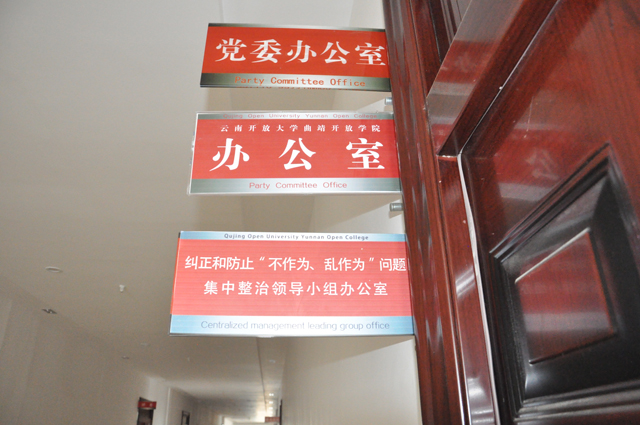 党委办公室
Party Committee Office
Qujing Open University Yunnan Open College
云南开放大学曲靖开放学院
办公室
Party Committee Office
Qujing Open University Yunnan Open College
纠正和防止“不作为、乱作为”问题
集中整治领导小组办公室
Centralized management leading group office
党